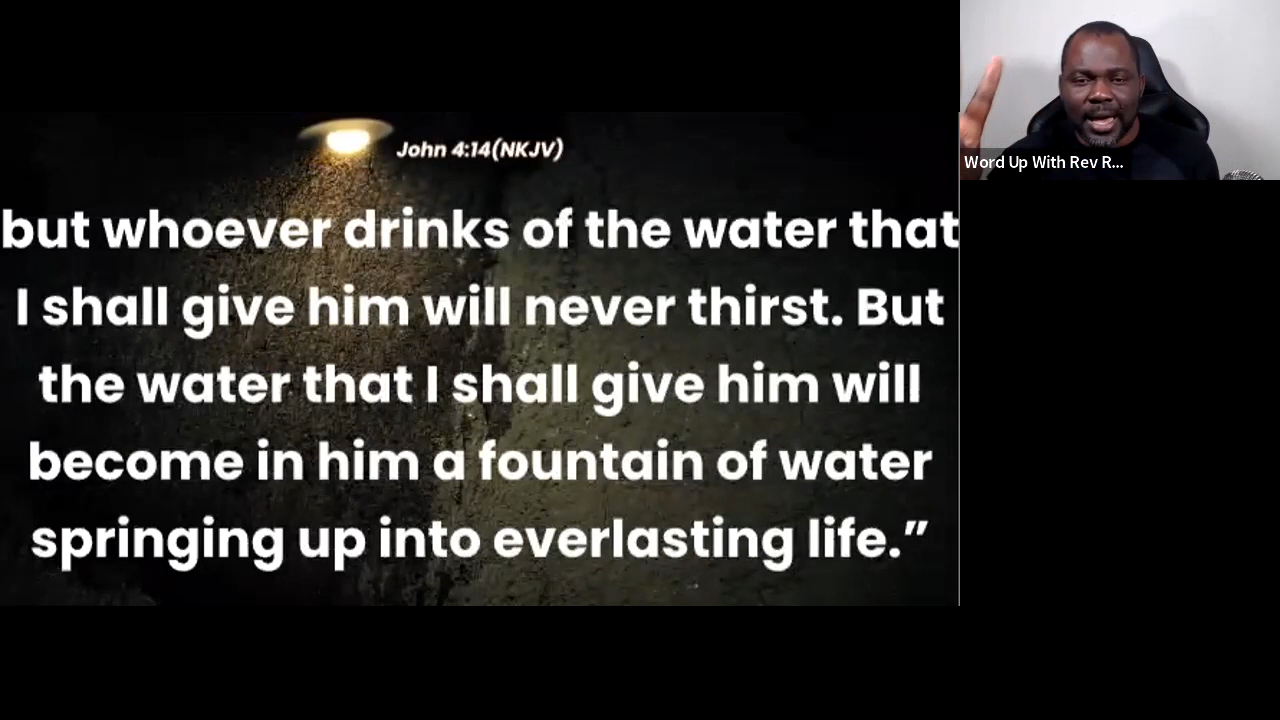 John 4:14(NKJV)
but whoever drinks of the water that
I shall give him will never thirst. But
the water that I shall give him will
become in him a fountain of water
springing up into everlasting life.”
Word Up With Rev R...